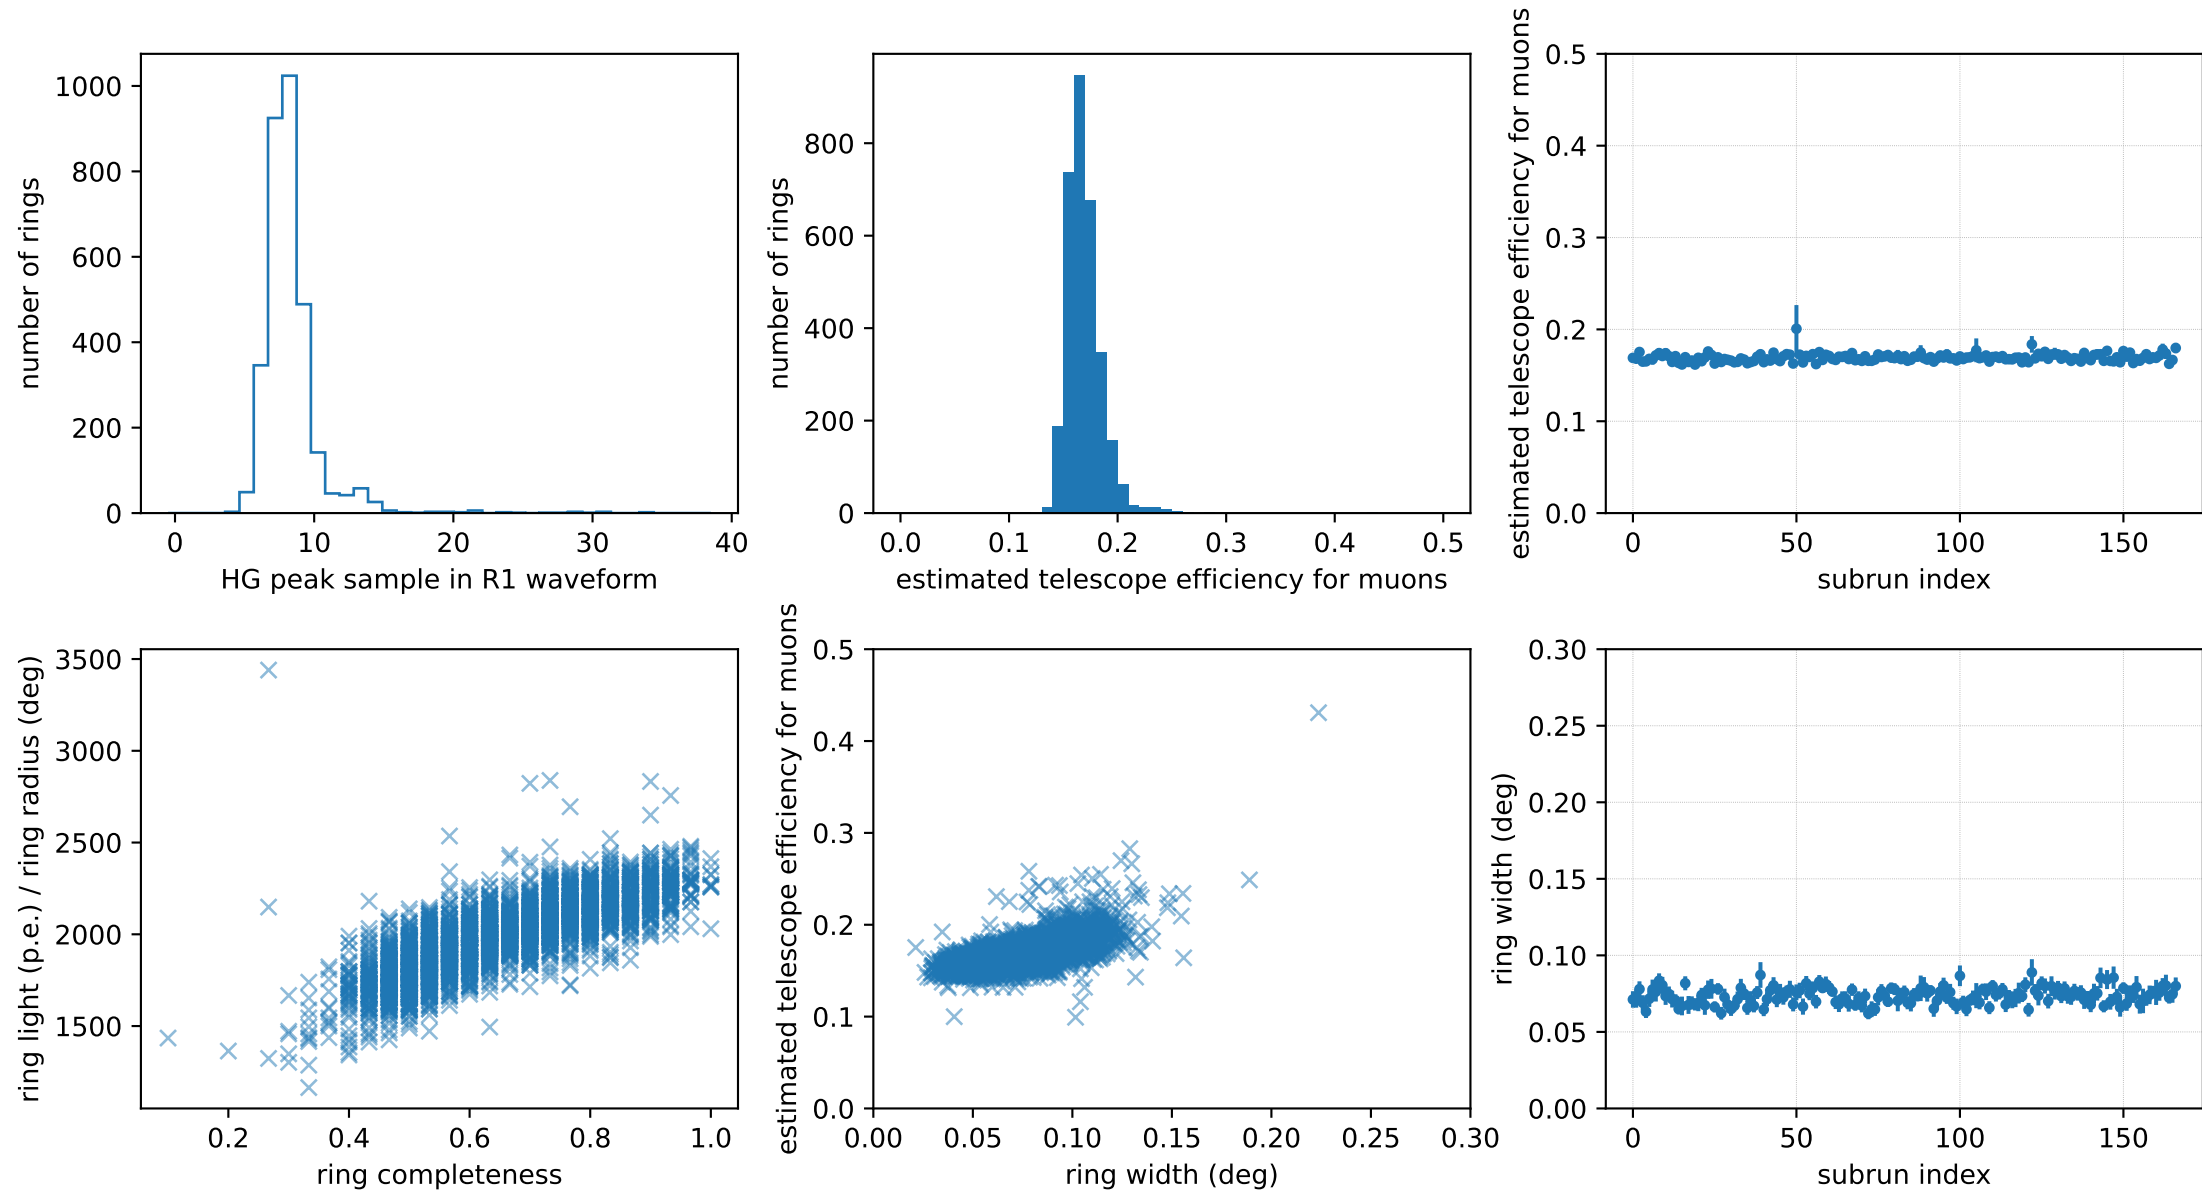 number of rings
1000
800
600
400
200
0
0 10 20 30 40
HG peak sample in R1 waveform
number of rings
800
600
400
200
0
0.0 0.1 0.2 0.3 0.4 0.5
estimated telescope efficiency for muons
estimated telescope efficiency for muons
0.5
0.4
0.3
0.2
0.1
0.0
0 50 100 150
subrun index
ring light (p.e.) / ring radius (deg)
3500
3000
2500
2000
1500
0.2 0.4 0.6 0.8 1.0
ring completeness
estimated telescope efficiency for muons
0.5
0.4
0.3
0.2
0.1
0.0
0.00 0.05 0.10 0.15 0.20 0.25 0.30
ring width (deg)
ring width (deg)
0.30
0.25
0.20
0.15
0.10
0.05
0.00
0 50 100 150
subrun index